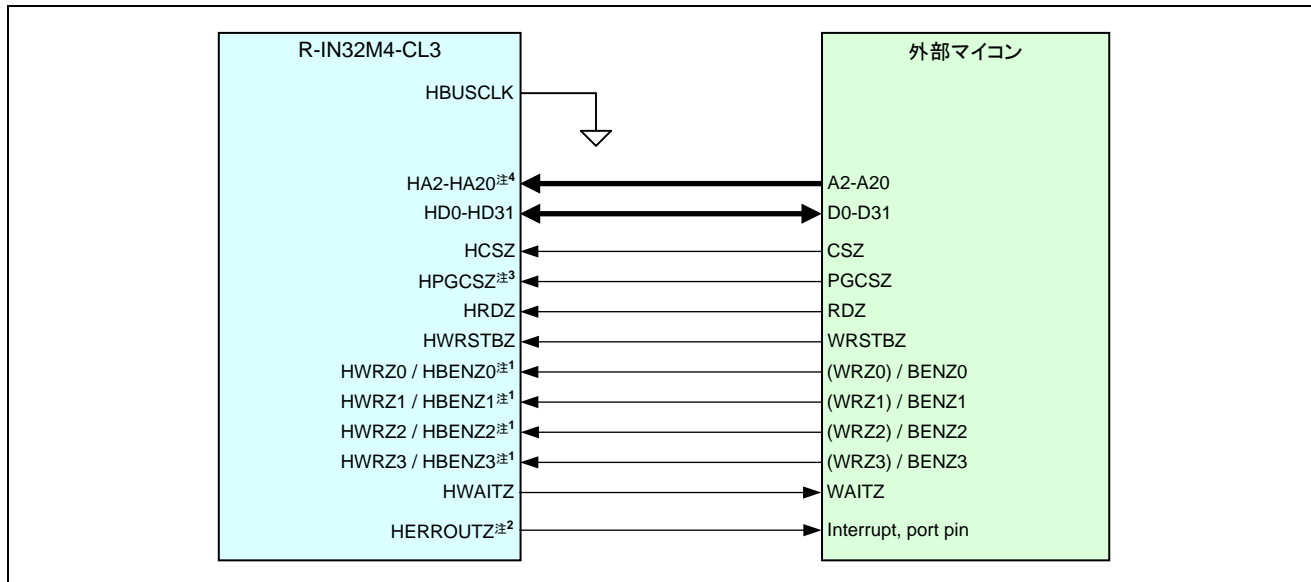 R-IN32M4-CL3
外部マイコン
HBUSCLK
HA2-HA20注4
A2-A20
HD0-HD31
D0-D31
HCSZ
CSZ
HPGCSZ注3
PGCSZ
HRDZ
RDZ
HWRSTBZ
WRSTBZ
HWRZ0 / HBENZ0注1
(WRZ0) / BENZ0
HWRZ1 / HBENZ1注1
(WRZ1) / BENZ1
HWRZ2 / HBENZ2注1
(WRZ2) / BENZ2
HWRZ3 / HBENZ3注1
(WRZ3) / BENZ3
HWAITZ
WAITZ
HERROUTZ注2
Interrupt, port pin